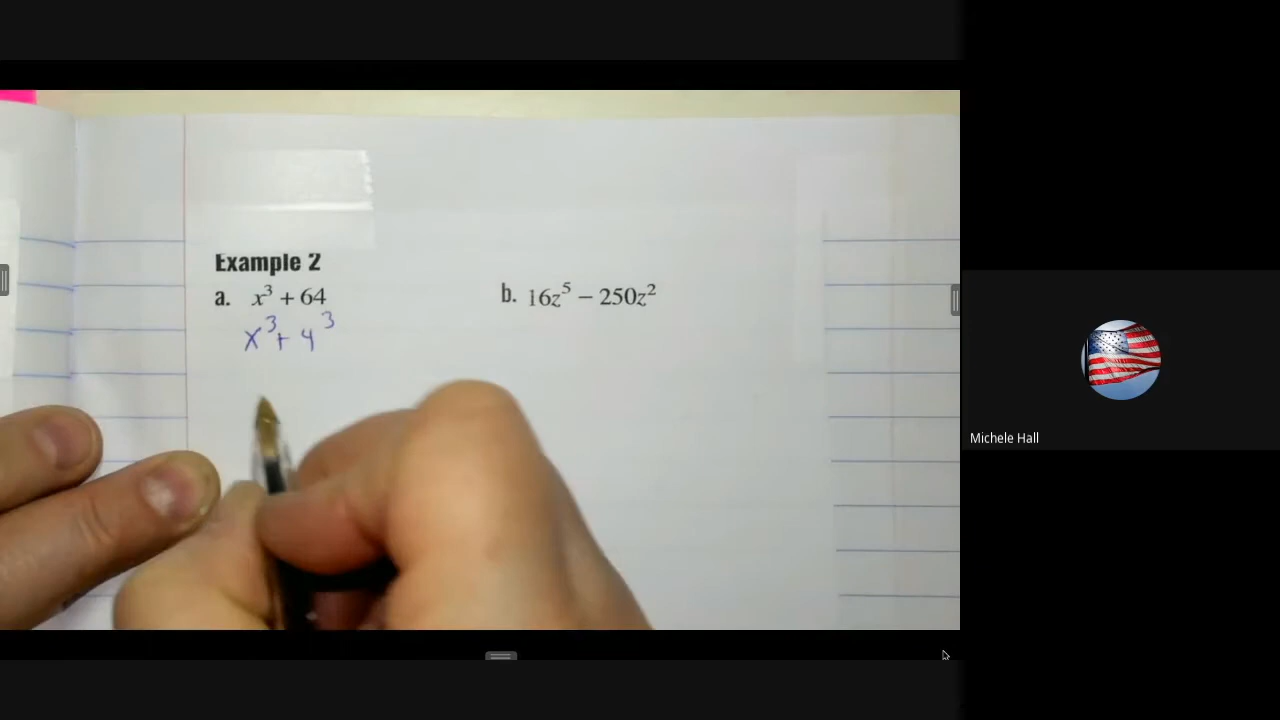 Example 2
a. x³ + 64
b. 16z⁵ − 250z²
x³ + 4³
Michele Hall